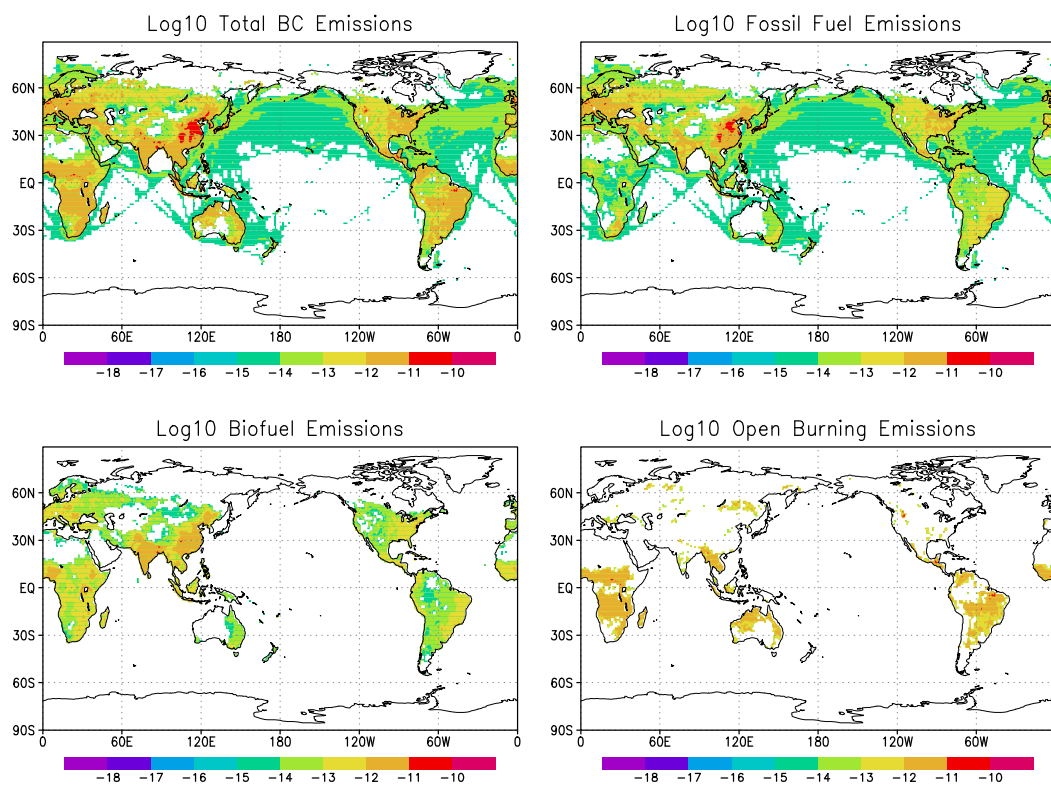 Log10 Total BC Emissions
60N
30N
EQ
30S
60S
90S
0 60E 120E 180 120W 60W 0
−18 −17 −16 −15 −14 −13 −12 −11 −10
Log10 Fossil Fuel Emissions
60N
30N
EQ
30S
60S
90S
0 60E 120E 180 120W 60W
−18 −17 −16 −15 −14 −13 −12 −11 −10
Log10 Biofuel Emissions
60N
30N
EQ
30S
60S
90S
0 60E 120E 180 120W 60W 0
−18 −17 −16 −15 −14 −13 −12 −11 −10
Log10 Open Burning Emissions
60N
30N
EQ
30S
60S
90S
0 60E 120E 180 120W 60W
−18 −17 −16 −15 −14 −13 −12 −11 −10